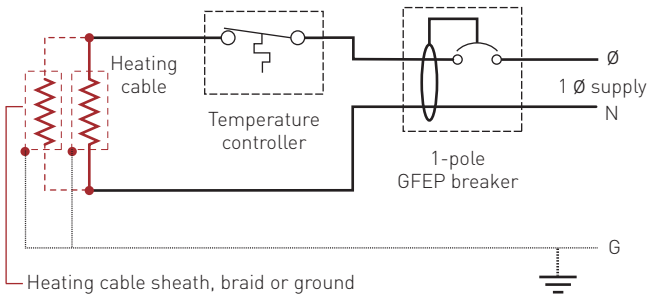 Heating
cable
Temperature
controller
1-pole
GFEP breaker
Ø
1 Ø supply
N
G
Heating cable sheath, braid or ground